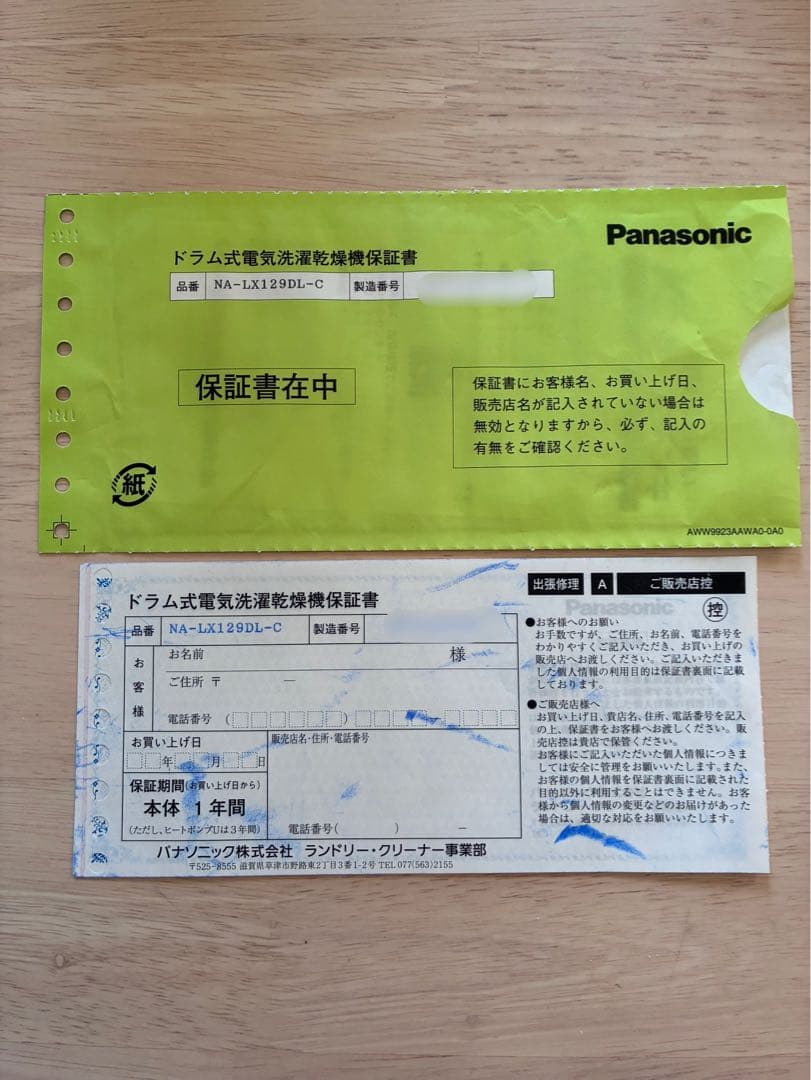 Panasonic
ドラム式電気洗濯乾燥機保証書
品番 NA-LX129DL-C 製造番号
保証書在中
保証書にお客様名、お買い上げ日、
販売店名が記入されていない場合は
無効となりますから、必ず、記入の
有無をご確認ください。
紙
AWW9923AAWA0-0A0
出張修理 A ご販売店控
ドラム式電気洗濯乾燥機保証書
控
品番 NA-LX129DL-C 製造番号
お客様
お名前 様
ご住所 〒 ー
電話番号 ( )
お買い上げ日
年 月 日
販売店名・住所・電話番号
保証期間(お買い上げ日から)
本体 1年間
(ただし、ヒートポンプUは3年間)
電話番号( ) ー
パナソニック株式会社 ランドリー・クリーナー事業部
〒525-8555 滋賀県草津市野路東2丁目3番1-2号 TEL 077(563)2155
●お客様へのお願い
お手数ですが、ご住所、お名前、電話番号を
わかりやすくご記入いただき、お買い上げの
販売店へお渡しください。ご記入いただきま
した個人情報の利用目的は保証書裏面に記載
しております。
●ご販売店様へ
お買い上げ日、貴店名、住所、電話番号を記入
の上、保証書をお客様へお渡しください。販
売店控は貴店で保管ください。
お客様にご記入いただいた個人情報につきま
しては安全に管理をお願いいたします。また、
お客様の個人情報を保証書裏面に記載された
目的以外に利用することはできません。お客
様から個人情報の変更などのお届けがあった
場合は、適切な対応をお願いいたします。